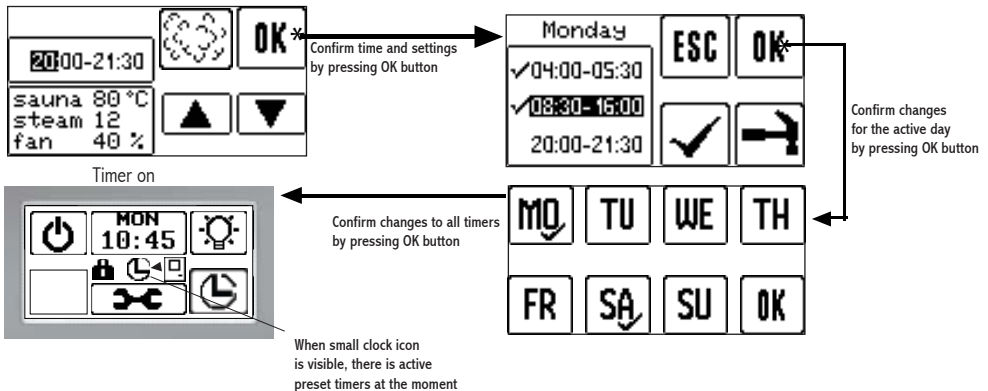 20:00-21:30
OK*
sauna 80 °C
steam 12
fan 40 %
Confirm time and settings
by pressing OK button
Monday
✓04:00-05:30
✓08:30-16:00
20:00-21:30
ESC
OK*
Confirm changes
for the active day
by pressing OK button
Timer on
MON
10:45
Confirm changes to all timers
by pressing OK button
MO
TU
WE
TH
FR
SA
SU
OK
When small clock icon
is visible, there is active
preset timers at the moment